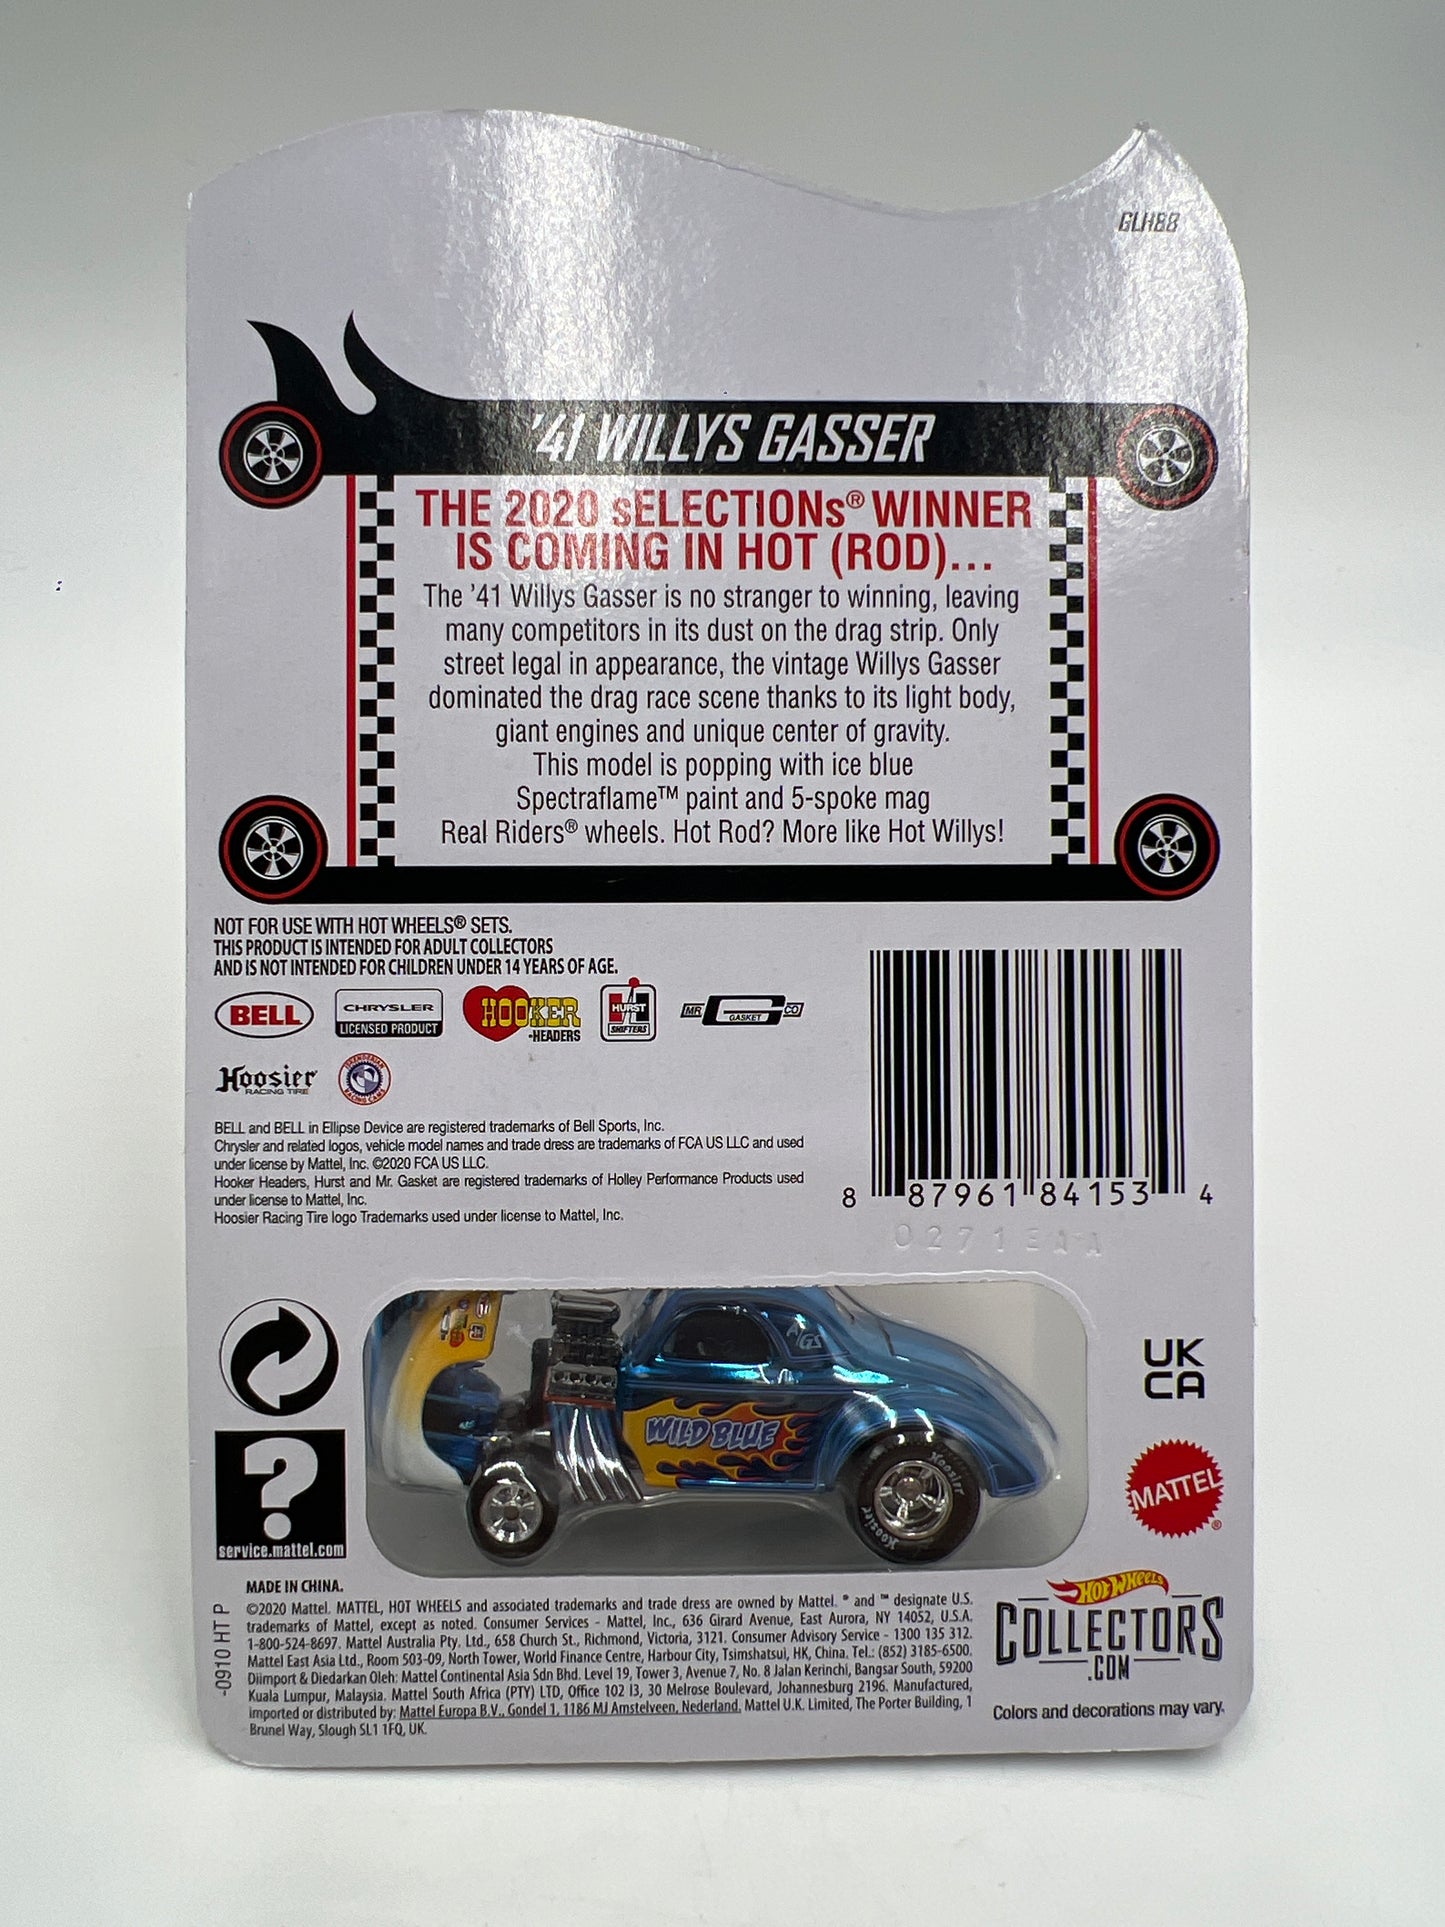 GLH88
'41 WILLYS GASSER
THE 2020 sELECTIONs® WINNER
IS COMING IN HOT (ROD)...
The '41 Willys Gasser is no stranger to winning, leaving
many competitors in its dust on the drag strip. Only
street legal in appearance, the vintage Willys Gasser
dominated the drag race scene thanks to its light body,
giant engines and unique center of gravity.
This model is popping with ice blue
Spectraflame™ paint and 5-spoke mag
Real Riders® wheels. Hot Rod? More like Hot Willys!
NOT FOR USE WITH HOT WHEELS® SETS.
THIS PRODUCT IS INTENDED FOR ADULT COLLECTORS
AND IS NOT INTENDED FOR CHILDREN UNDER 14 YEARS OF AGE.
BELL
CHRYSLER
LICENSED PRODUCT
HOOKER
-HEADERS
HURST
SHIFTERS
MR GASKET CO
Hoosier
RACING TIRE
RACING CAMS
BELL and BELL in Ellipse Device are registered trademarks of Bell Sports, Inc.
Chrysler and related logos, vehicle model names and trade dress are trademarks of FCA US LLC and used
under license by Mattel, Inc. ©2020 FCA US LLC.
Hooker Headers, Hurst and Mr. Gasket are registered trademarks of Holley Performance Products used
under license to Mattel, Inc.
Hoosier Racing Tire logo Trademarks used under license to Mattel, Inc.
8 87961 84153 4
0271E
A/GS
WILD BLUE
Hoosier
Hoosier
UK
CA
MATTEL®
?
service.mattel.com
MADE IN CHINA.
©2020 Mattel. MATTEL, HOT WHEELS and associated trademarks and trade dress are owned by Mattel. ® and ™ designate U.S.
trademarks of Mattel, except as noted. Consumer Services - Mattel, Inc., 636 Girard Avenue, East Aurora, NY 14052, U.S.A.
1-800-524-8697. Mattel Australia Pty. Ltd., 658 Church St., Richmond, Victoria, 3121. Consumer Advisory Service - 1300 135 312.
Mattel East Asia Ltd., Room 503-09, North Tower, World Finance Centre, Harbour City, Tsimshatsui, HK, China. Tel.: (852) 3185-6500.
Diimport & Diedarkan Oleh: Mattel Continental Asia Sdn Bhd. Level 19, Tower 3, Avenue 7, No. 8 Jalan Kerinchi, Bangsar South, 59200
Kuala Lumpur, Malaysia. Mattel South Africa (PTY) LTD, Office 102 I3, 30 Melrose Boulevard, Johannesburg 2196. Manufactured,
imported or distributed by: Mattel Europa B.V., Gondel 1, 1186 MJ Amstelveen, Nederland. Mattel U.K. Limited, The Porter Building, 1
Brunel Way, Slough SL1 1FQ, UK.
-0910 HT P
HOT WHEELS
COLLECTORS
.COM
Colors and decorations may vary.